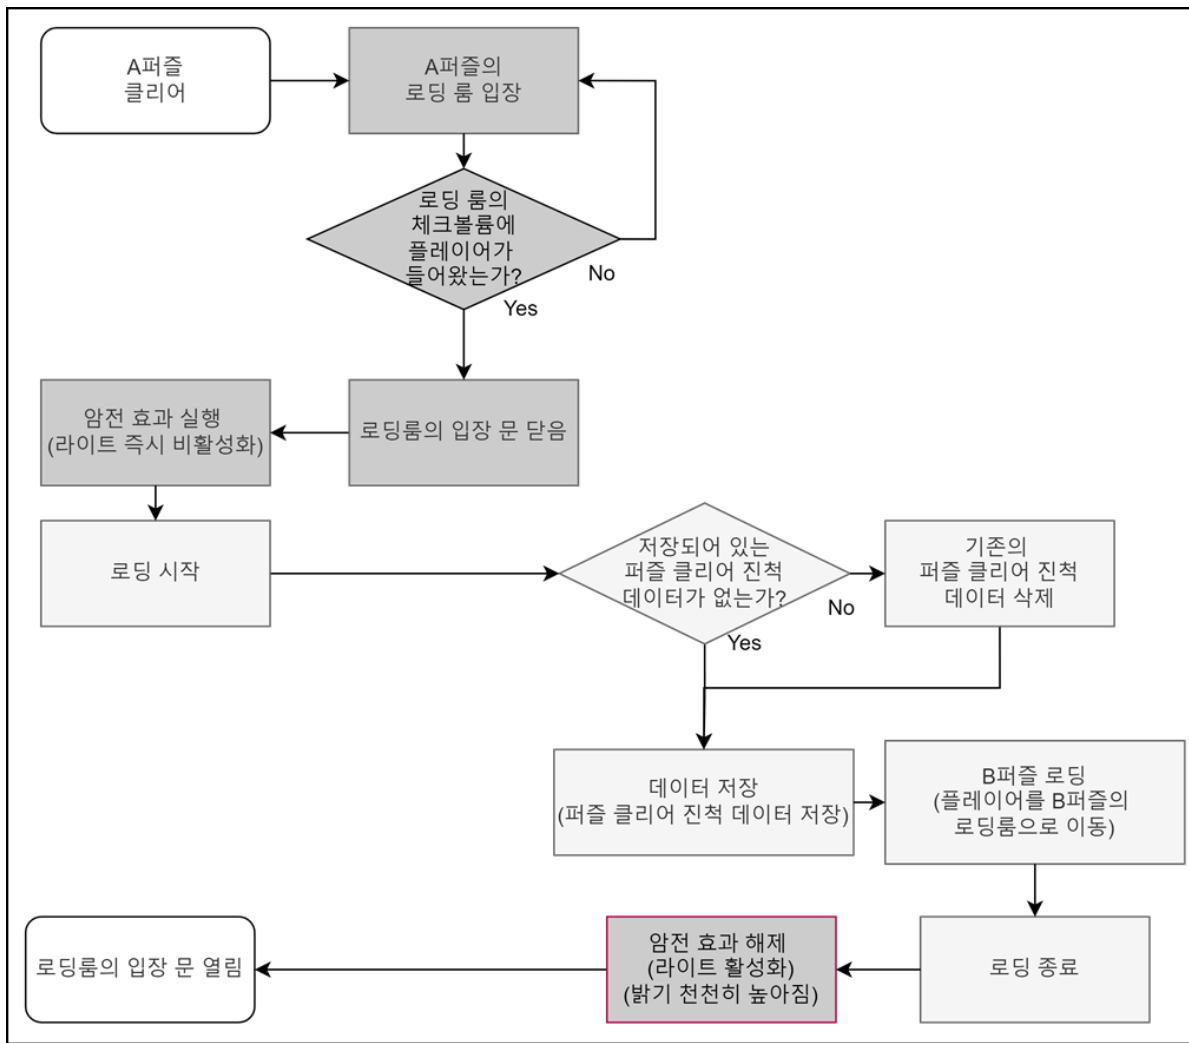 A퍼즐
클리어
A퍼즐의
로딩 룸 입장
로딩 룸의
체크볼륨에
플레이어가
들어왔는가?
No
Yes
암전 효과 실행
(라이트 즉시 비활성화)
로딩룸의 입장 문 닫음
로딩 시작
저장되어 있는
퍼즐 클리어 진척
데이터가 없는가?
No
Yes
기존의
퍼즐 클리어 진척
데이터 삭제
데이터 저장
(퍼즐 클리어 진척 데이터 저장)
B퍼즐 로딩
(플레이어를 B퍼즐의
로딩룸으로 이동)
로딩룸의 입장 문 열림
암전 효과 해제
(라이트 활성화)
(밝기 천천히 높아짐)
로딩 종료